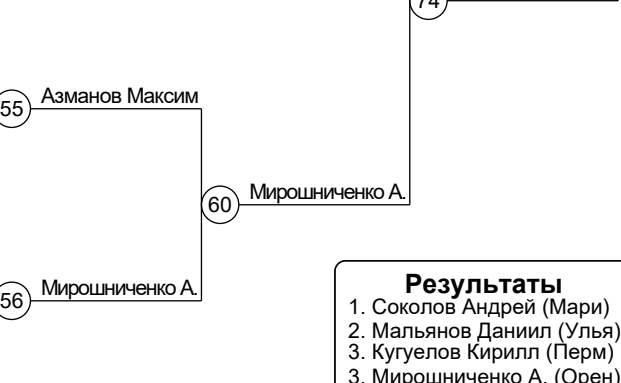 74
Азманов Максим
55
Мирошниченко А.
60
Мирошниченко А.
56
Результаты
1. Соколов Андрей (Мари)
2. Мальянов Даниил (Улья)
3. Кугуелов Кирилл (Перм)
3. Мирошниченко А. (Орен)